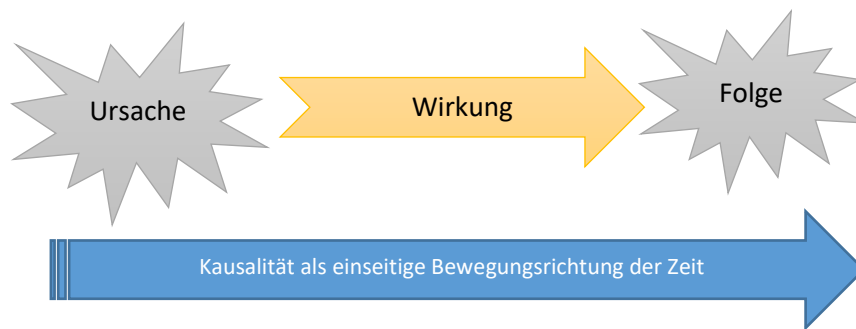 Ursache
Wirkung
Folge
Kausalität als einseitige Bewegungsrichtung der Zeit